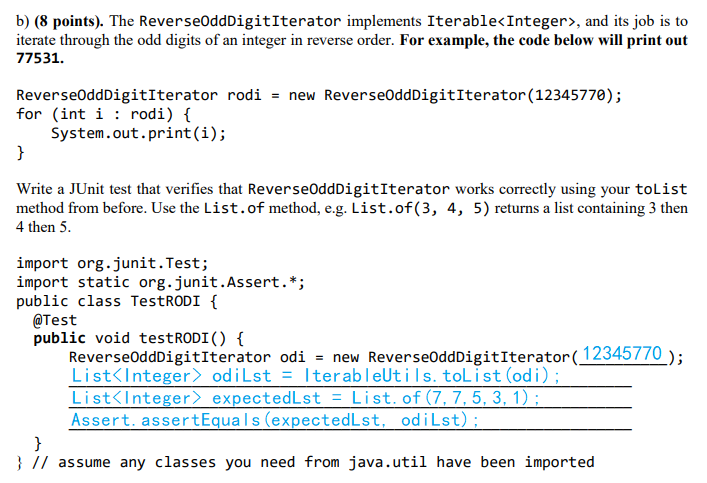 b) (8 points). The ReverseOddDigitIterator implements Iterable<Integer>, and its job is to
iterate through the odd digits of an integer in reverse order. For example, the code below will print out
77531.
ReverseOddDigitIterator rodi = new ReverseOddDigitIterator(12345770);
for (int i : rodi) {
    System.out.print(i);
}
Write a JUnit test that verifies that ReverseOddDigitIterator works correctly using your toList
method from before. Use the List.of method, e.g. List.of(3, 4, 5) returns a list containing 3 then
4 then 5.
import org.junit.Test;
import static org.junit.Assert.*;
public class TestRODI {
  @Test
  public void testRODI() {
      ReverseOddDigitIterator odi = new ReverseOddDigitIterator(12345770);
      List<Integer> odiLst = IterableUtils.toList(odi);
      List<Integer> expectedLst = List.of(7,7,5,3,1);
      Assert.assertEquals(expectedLst, odiLst);
  }
} // assume any classes you need from java.util have been imported